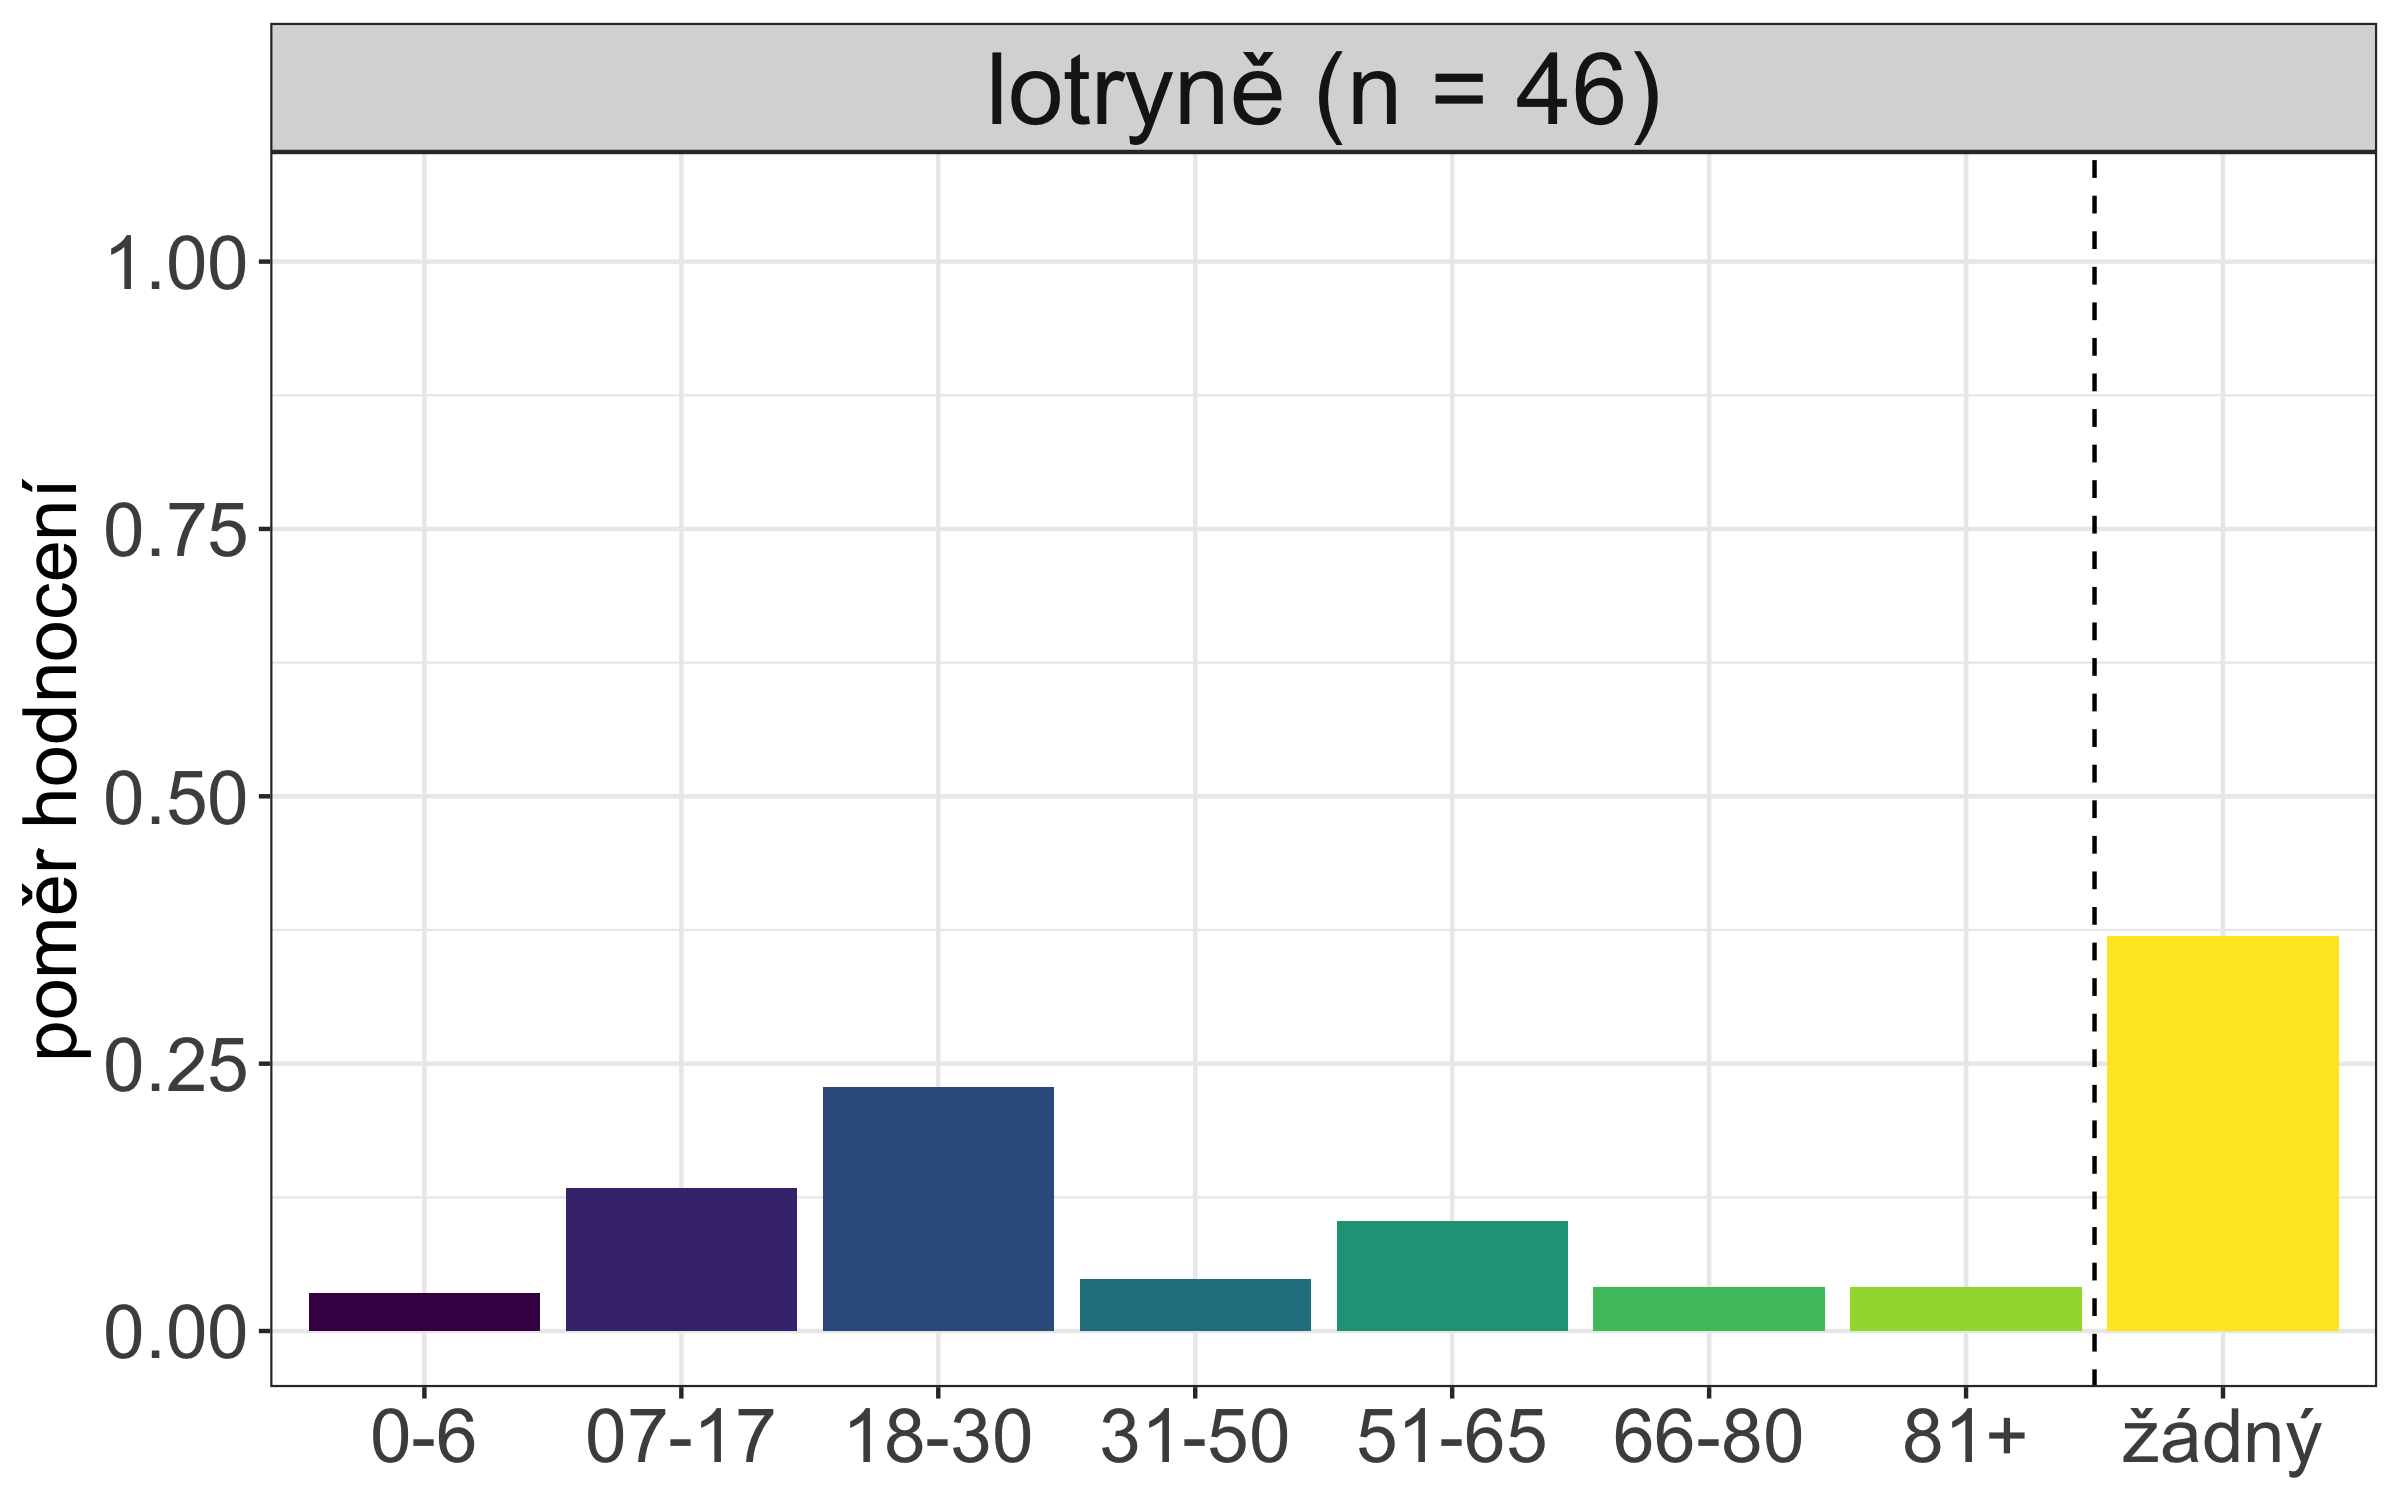 lotryně (n = 46)
poměr hodnocení
1.00
0.75
0.50
0.25
0.00
0-6 07-17 18-30 31-50 51-65 66-80 81+ žádný